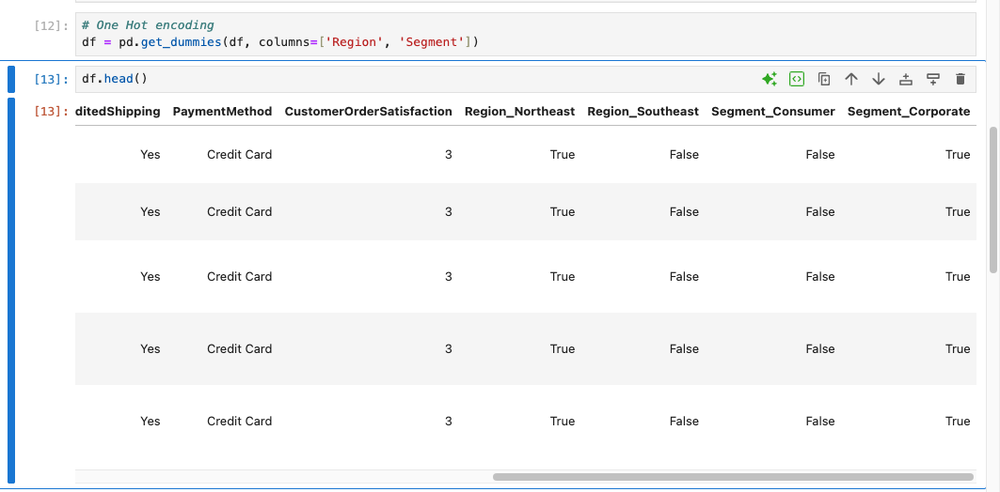 [12]: # One Hot encoding
df = pd.get_dummies(df, columns=['Region', 'Segment'])
[13]: df.head()
[13]: ditedShipping PaymentMethod CustomerOrderSatisfaction Region_Northeast Region_Southeast Segment_Consumer Segment_Corporate
Yes Credit Card 3 True False False True
Yes Credit Card 3 True False False True
Yes Credit Card 3 True False False True
Yes Credit Card 3 True False False True
Yes Credit Card 3 True False False True